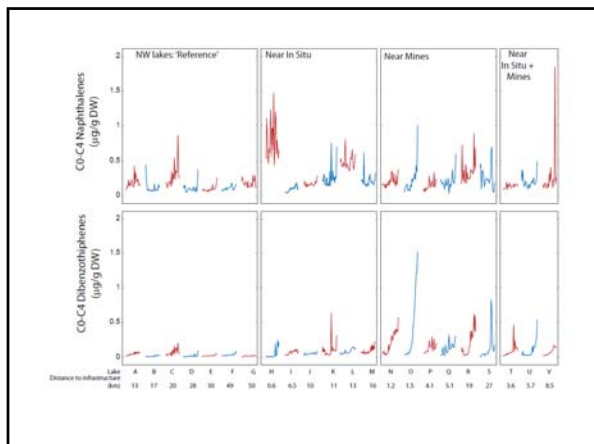 NW lakes: 'Reference'
Near In Situ
Near Mines
Near
In Situ +
Mines
C0-C4 Naphthalenes
(μg/g DW)
2
1.5
1
0.5
0
C0-C4 Dibenzothiphenes
(μg/g DW)
2
1.5
1
0.5
0
Lake A B C D E F G H I J K L M N O P Q R S T U V
Distance to infrastructure
(km) 13 17 20 28 30 49 50 0.6 6.5 10 11 13 16 1.2 1.5 4.1 5.1 19 27 3.6 5.7 8.5